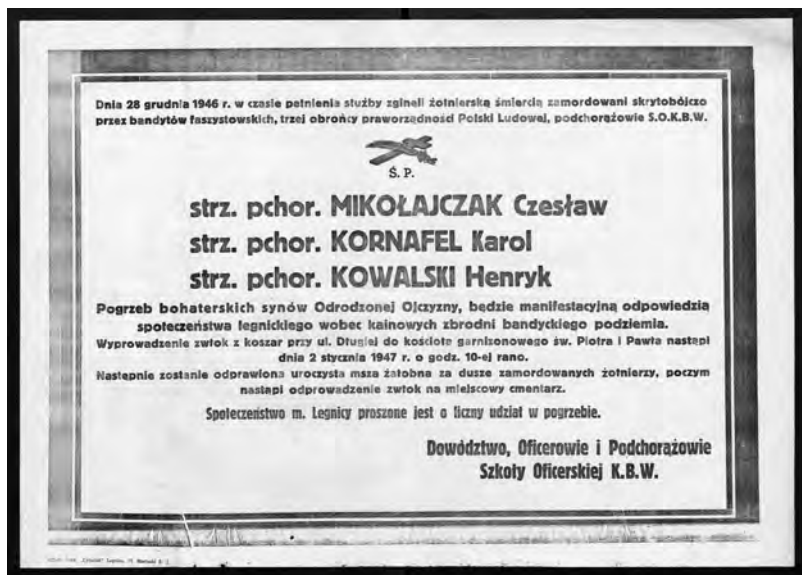 Dnia 28 grudnia 1946 r. w czasie pełnienia służby zginęli żołnierską śmiercią zamordowani skrytobójczo
przez bandytów faszystowskich, trzej obrońcy praworządności Polski Ludowej, podchorążowie S.O.K.B.W.
Ś. P.
strz. pchor. MIKOŁAJCZAK Czesław
strz. pchor. KORNAFEL Karol
strz. pchor. KOWALSKI Henryk
Pogrzeb bohaterskich synów Odrodzonej Ojczyzny, będzie manifestacyjną odpowiedzią
społeczeństwa legnickiego wobec kainowych zbrodni bandyckiego podziemia.
Wyprowadzenie zwłok z koszar przy ul. Długiej do kościoła garnizonowego św. Piotra i Pawła nastąpi
dnia 2 stycznia 1947 r. o godz. 10-ej rano.
Następnie zostanie odprawiona uroczysta msza żałobna za dusze zamordowanych żołnierzy, poczym
nastąpi odprowadzenie zwłok na miejscowy cmentarz.
Społeczeństwo m. Legnicy proszone jest o liczny udział w pogrzebie.
Dowództwo, Oficerowie i Podchorążowie
Szkoły Oficerskiej K.B.W.